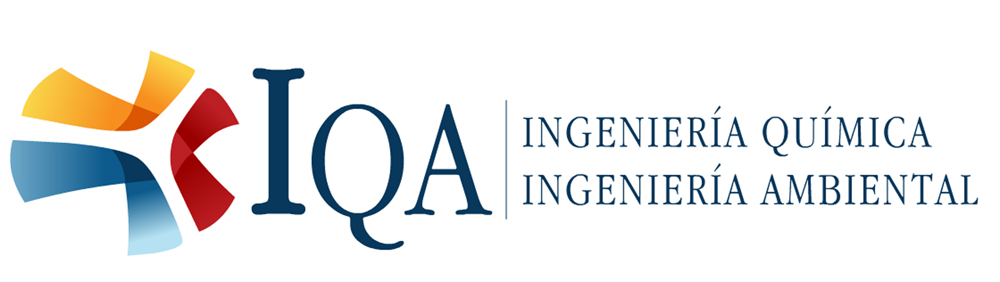 IQA
INGENIERÍA QUÍMICA
INGENIERÍA AMBIENTAL